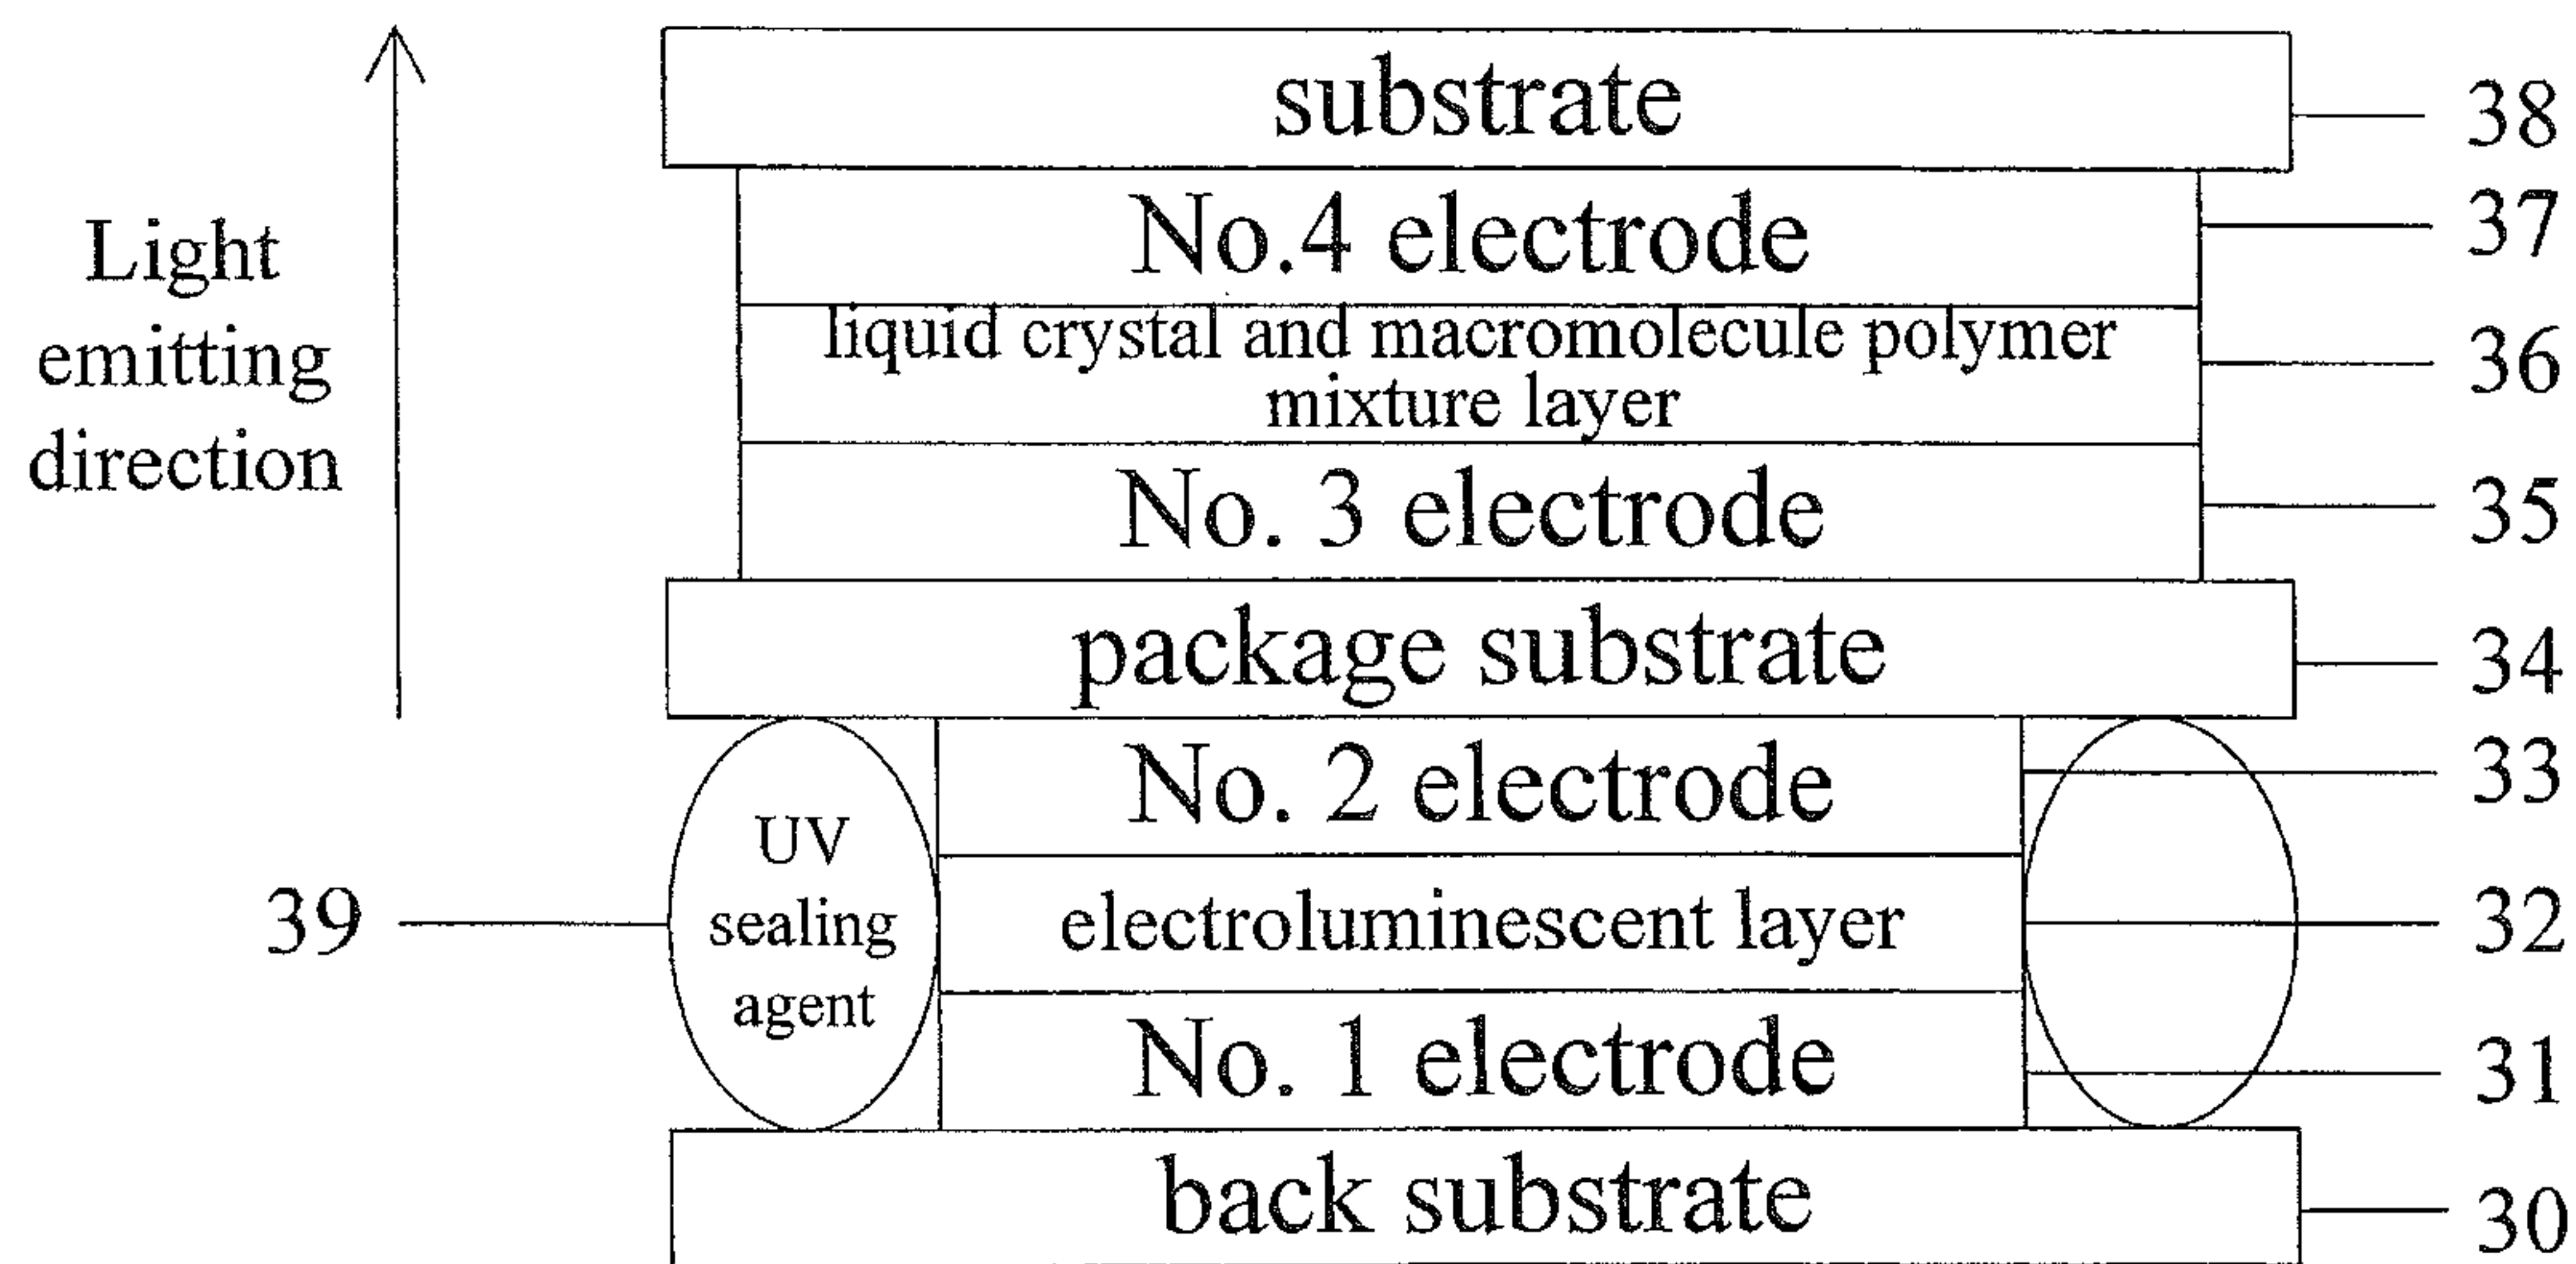 substrate
38
No.4 electrode
37
Light
emitting
direction
liquid crystal and macromolecule polymer
mixture layer
36
No. 3 electrode
35
package substrate
34
No. 2 electrode
33
UV
sealing
agent
39
electroluminescent layer
32
No. 1 electrode
31
back substrate
30